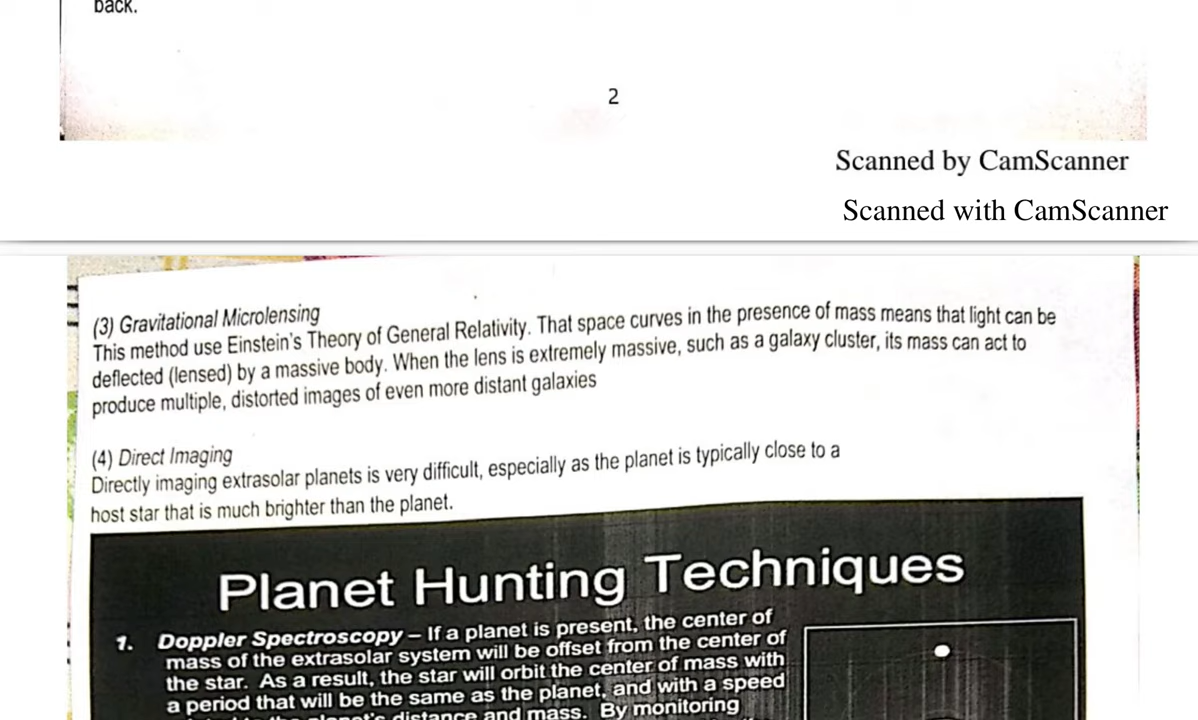 back.
2
Scanned by CamScanner
Scanned with CamScanner
(3) Gravitational Microlensing
This method use Einstein's Theory of General Relativity. That space curves in the presence of mass means that light can be
deflected (lensed) by a massive body. When the lens is extremely massive, such as a galaxy cluster, its mass can act to
produce multiple, distorted images of even more distant galaxies
(4) Direct Imaging
Directly imaging extrasolar planets is very difficult, especially as the planet is typically close to a
host star that is much brighter than the planet.
Planet Hunting Techniques
1. Doppler Spectroscopy – If a planet is present, the center of
mass of the extrasolar system will be offset from the center of
the star. As a result, the star will orbit the center of mass with
a period that will be the same as the planet, and with a speed
planet's distance and mass. By monitoring